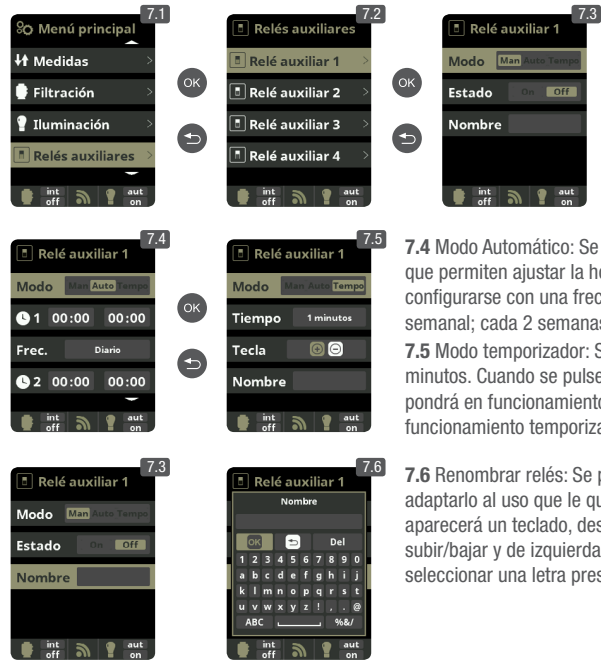 7.1
Menú principal
Medidas
Filtración
Iluminación
Relés auxiliares
int off aut on
OK
7.2
Relés auxiliares
Relé auxiliar 1
Relé auxiliar 2
Relé auxiliar 3
Relé auxiliar 4
int off aut on
OK
7.3
Relé auxiliar 1
Modo Man Auto Tempo
Estado On Off
Nombre
int off aut on
7.4
Relé auxiliar 1
Modo Man Auto Tempo
1 00:00 00:00
Frec. Diario
2 00:00 00:00
int off aut on
OK
7.5
Relé auxiliar 1
Modo Man Auto Tempo
Tiempo 1 minutos
Tecla
Nombre
int off aut on
7.4 Modo Automático: Se
que permiten ajustar la
configurarse con una
semanal; cada 2
7.5 Modo temporizador:
minutos. Cuando se
pondrá en funcionamiento
funcionamiento
7.3
Relé auxiliar 1
Modo Man Auto Tempo
Estado On Off
Nombre
int off aut on
7.6
Relé auxiliar 1
Nombre
OK Del
1 2 3 4 5 6 7 8 9 0
a b c d e f g h i j
k l m n o p q r s t
u v w x y z ! , . @
ABC %&/
int off aut on
7.6 Renombrar relés: Se
adaptarlo al uso que le
aparecerá un teclado,
subir/bajar y de izquierda
seleccionar una letra